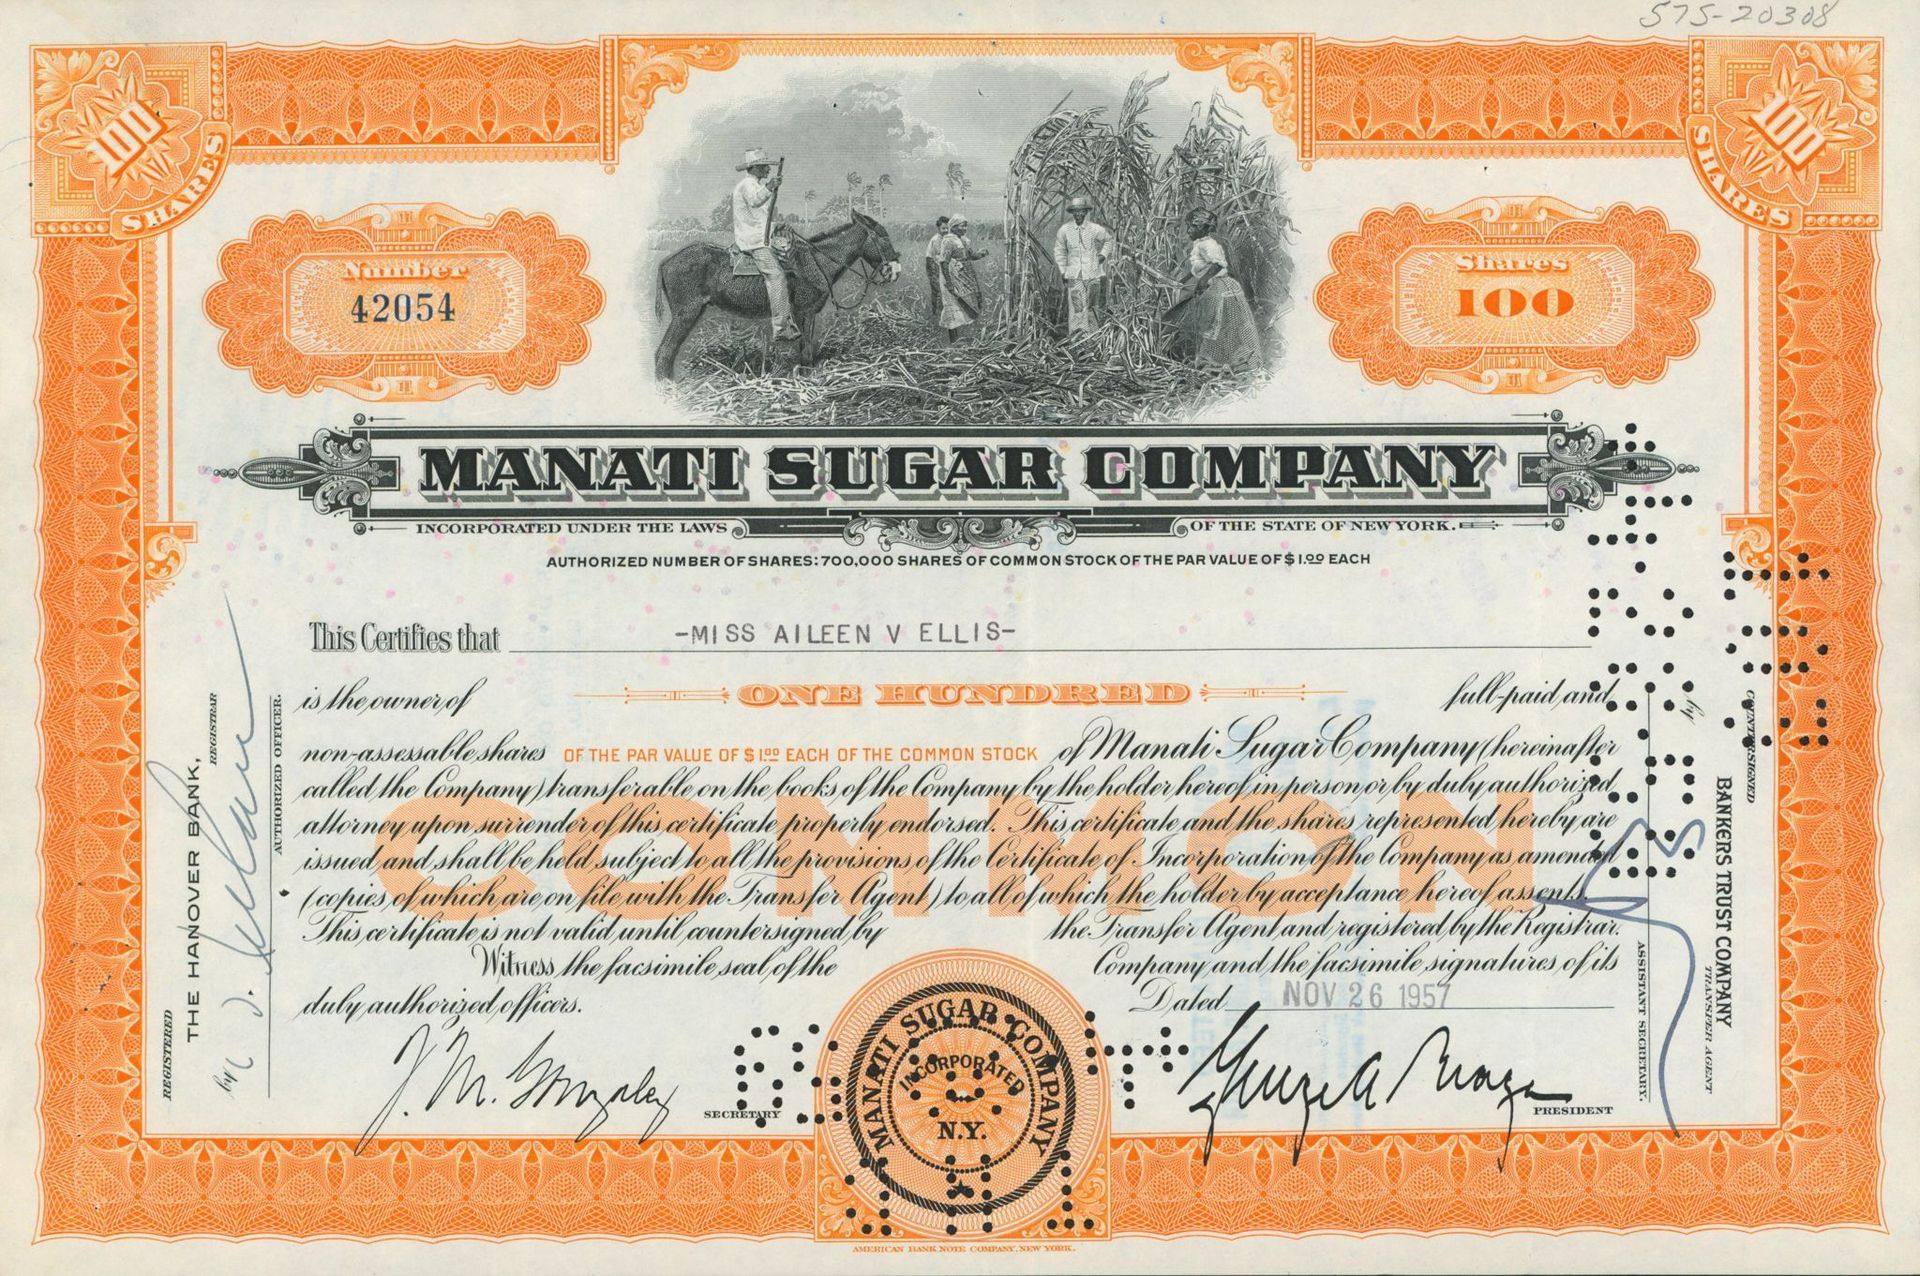 575-20308
100
SHARES
100
SHARES
Number
42054
Shares
100
MANATI SUGAR COMPANY
INCORPORATED UNDER THE LAWS OF THE STATE OF NEW YORK.
AUTHORIZED NUMBER OF SHARES: 700,000 SHARES OF COMMON STOCK OF THE PAR VALUE OF $1.00 EACH
This Certifies that -MISS AILEEN V ELLIS-
is the owner of ONE HUNDRED full-paid and
non-assessable shares OF THE PAR VALUE OF $1.00 EACH OF THE COMMON STOCK of Manati Sugar Company (hereinafter
called the Company) transferable on the books of the Company by the holder hereof in person or by duly authorized
attorney upon surrender of this certificate properly endorsed. This certificate and the shares represented hereby are
issued and shall be held subject to all the provisions of the Certificate of Incorporation of the Company as amended
(copies of which are on file with the Transfer Agent) to all of which the holder by acceptance hereof assents.
This certificate is not valid until countersigned by the Transfer Agent and registered by the Registrar.
Witness the facsimile seal of the Company and the facsimile signatures of its
duly authorized officers.
Dated NOV 26 1957
COMMON
SECRETARY
PRESIDENT
MANATI SUGAR COMPANY
INCORPORATED
N.Y.
REGISTERED
THE HANOVER BANK,
REGISTRAR
by
AUTHORIZED OFFICER.
COUNTERSIGNED
BANKERS TRUST COMPANY
TRANSFER AGENT
by
ASSISTANT SECRETARY.
AMERICAN BANK NOTE COMPANY, NEW YORK.